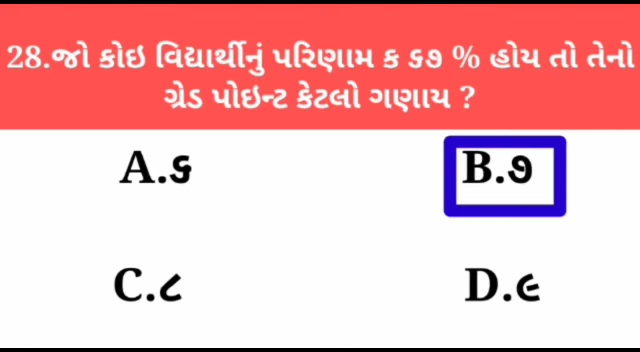 28.જો કોઇ વિદ્યાર્થીનું પરિણામ ક ૬૭ % હોય તો તેનો
ગ્રેડ પોઇન્ટ કેટલો ગણાય ?
A.૬
B.૭
C.૮
D.૯